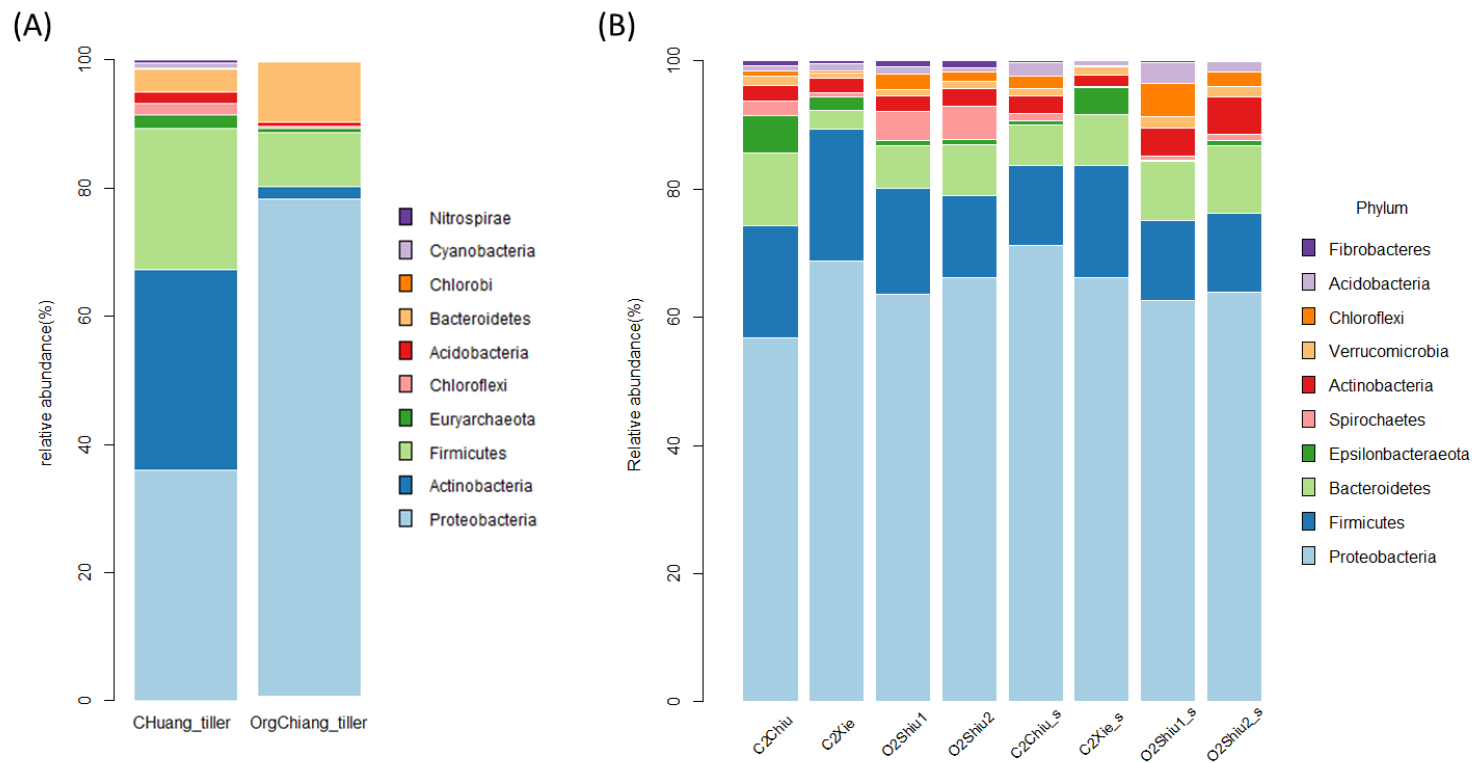 (A)
relative abundance(%)
100
80
60
40
20
0
CHuang_tiller
OrgChiang_tiller
Nitrospirae
Cyanobacteria
Chlorobi
Bacteroidetes
Acidobacteria
Chloroflexi
Euryarchaeota
Firmicutes
Actinobacteria
Proteobacteria
(B)
Relative abundance(%)
100
80
60
40
20
0
C2Chiu
C2Xie
O2Shiu1
O2Shiu2
C2Chiu_s
C2Xie_s
O2Shiu1_s
O2Shiu2_s
Phylum
Fibrobacteres
Acidobacteria
Chloroflexi
Verrucomicrobia
Actinobacteria
Spirochaetes
Epsilonbacteraeota
Bacteroidetes
Firmicutes
Proteobacteria